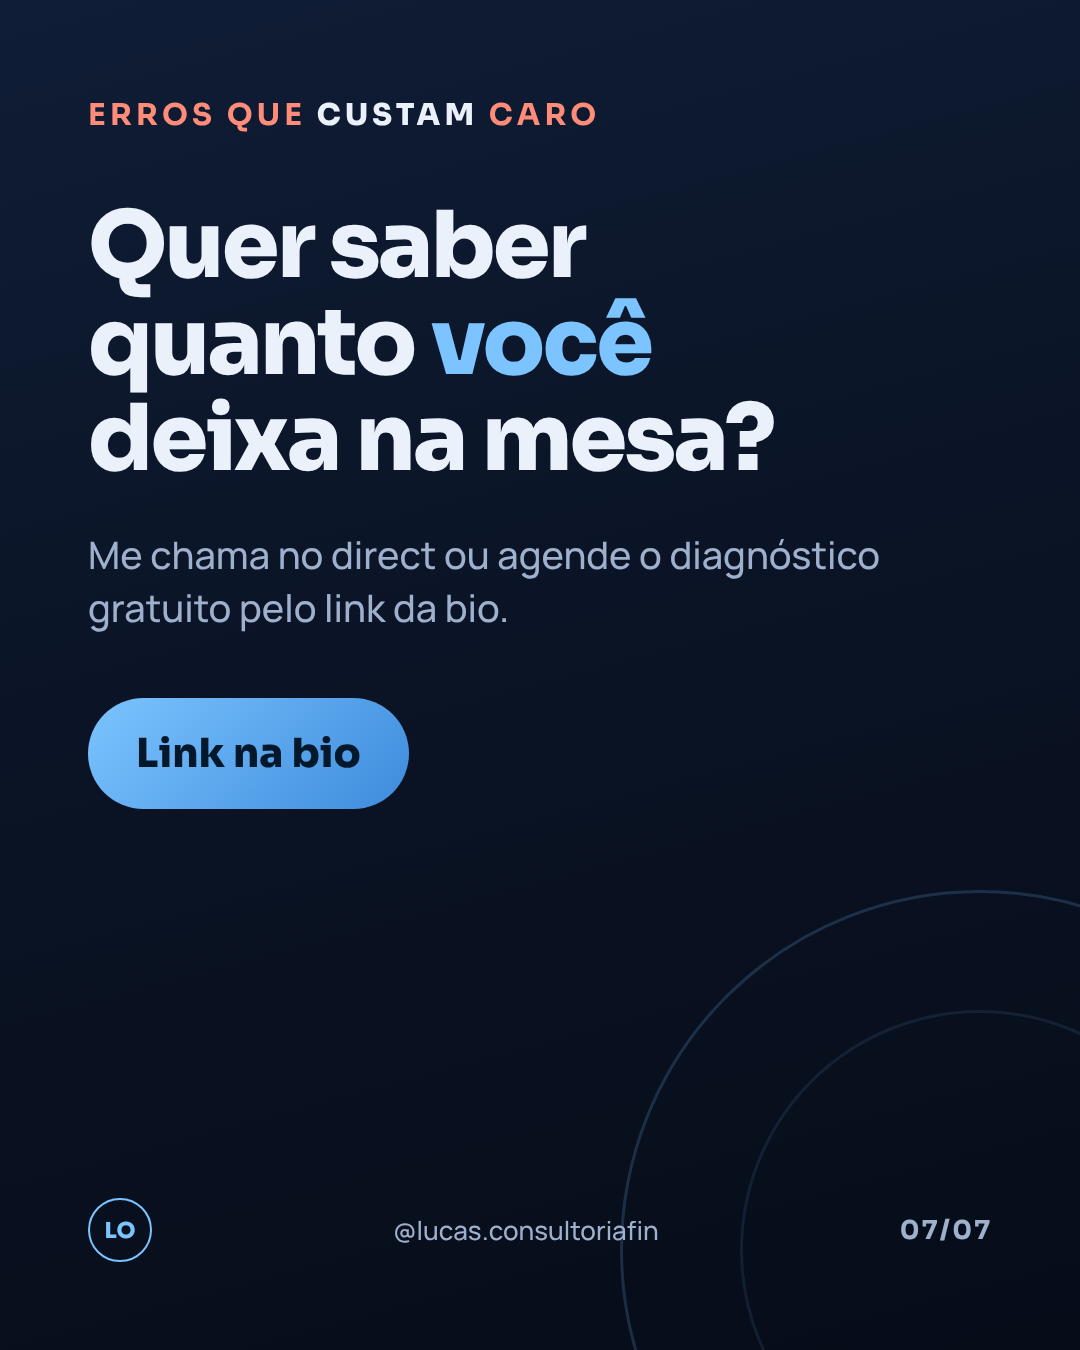 ERROS QUE CUSTAM CARO
Quer saber
quanto você
deixa na mesa?
Me chama no direct ou agende o diagnóstico
gratuito pelo link da bio.
Link na bio
LO
@lucas.consultoriafin
07/07